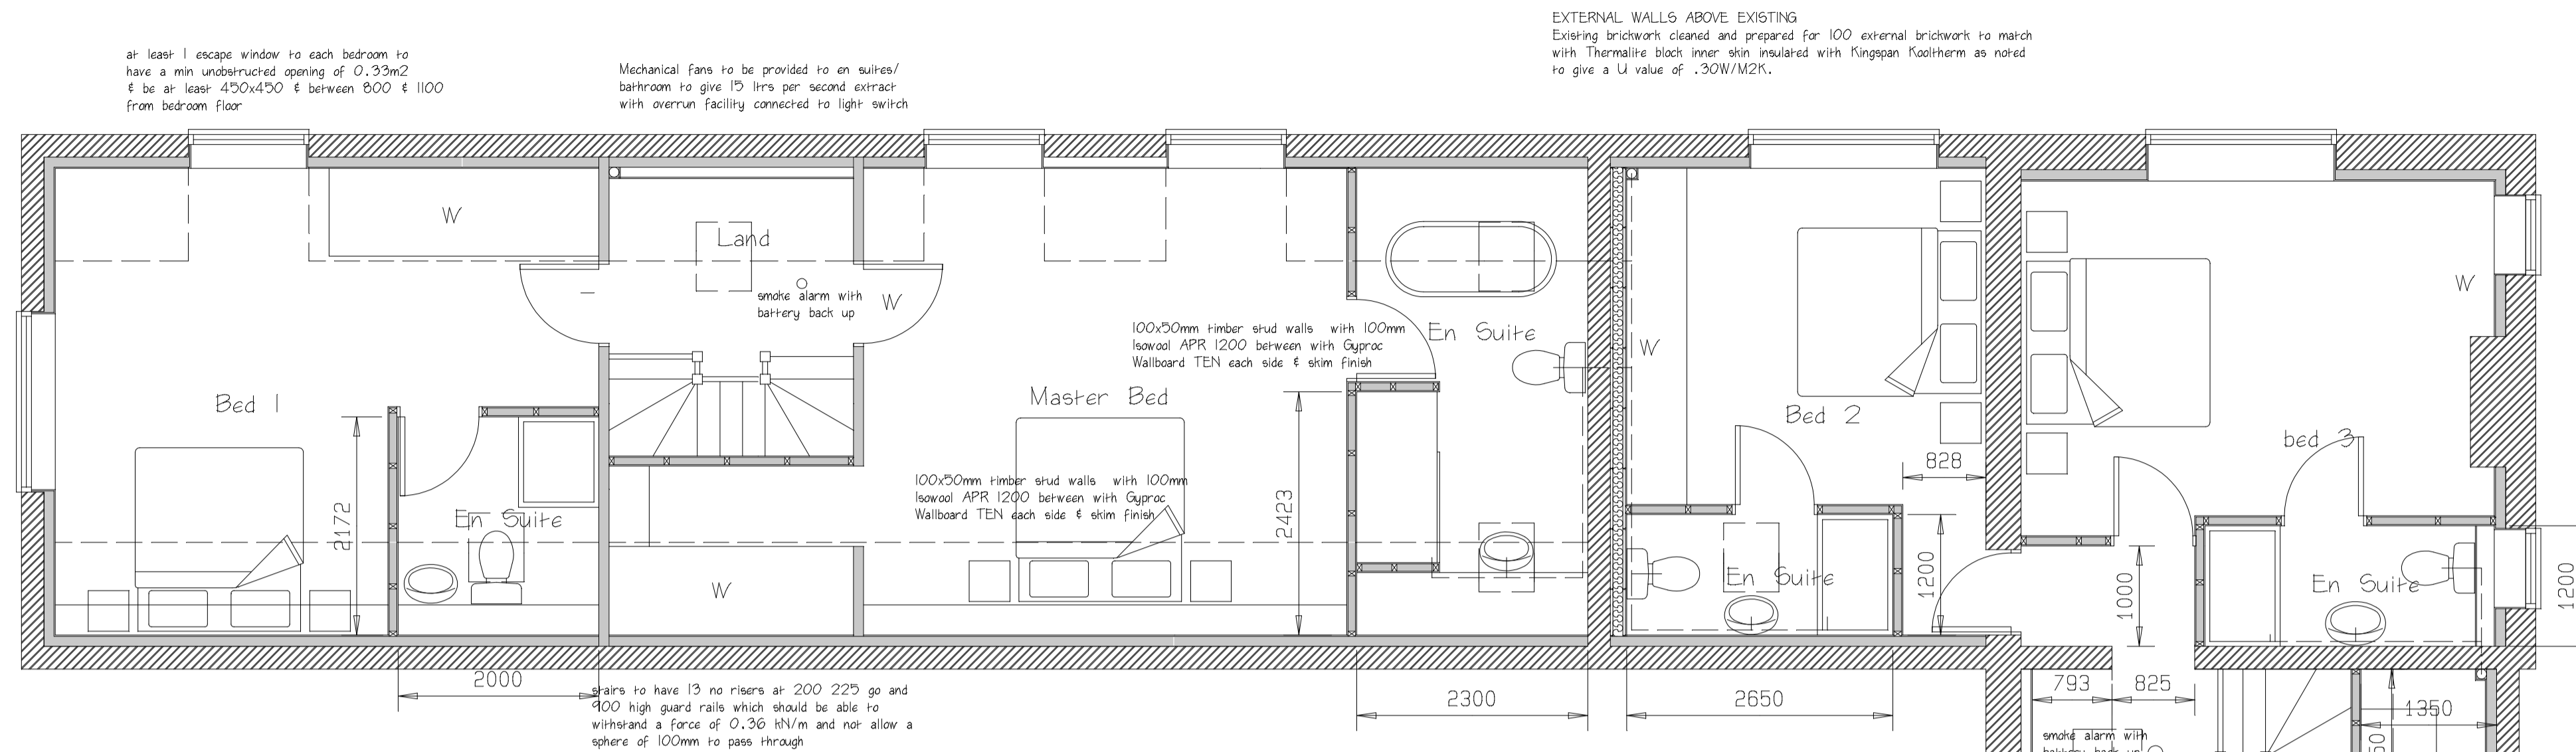 EXTERNAL WALLS ABOVE EXISTING
Existing brickwork cleaned and prepared for 100 external brickwork to match
with Thermalite block inner skin insulated with Kingspan Kooltherm as noted
to give a U value of .30W/M2K.
at least 1 escape window to each bedroom to
have a min unobstructed opening of 0.33m2
& be at least 450x450 & between 800 & 1100
from bedroom floor
Mechanical fans to be provided to en suites/
bathroom to give 15 ltrs per second extract
with overrun facility connected to light switch
W
Land
smoke alarm with
battery back up
W
100x50mm timber stud walls with 100mm
Isowool APR 1200 between with Gyproc
Wallboard TEN each side & skim finish
En Suite
W
W
Bed 1
Master Bed
Bed 2
bed 3
828
100x50mm timber stud walls with 100mm
Isowool APR 1200 between with Gyproc
Wallboard TEN each side & skim finish
2172
En Suite
2423
W
En Suite
1200
1000
En Suite
1200
2000
2300
2650
793
825
1350
stairs to have 13 no risers at 200 225 go and
900 high guard rails which should be able to
withstand a force of 0.36 kN/m and not allow a
sphere of 100mm to pass through
smoke alarm with